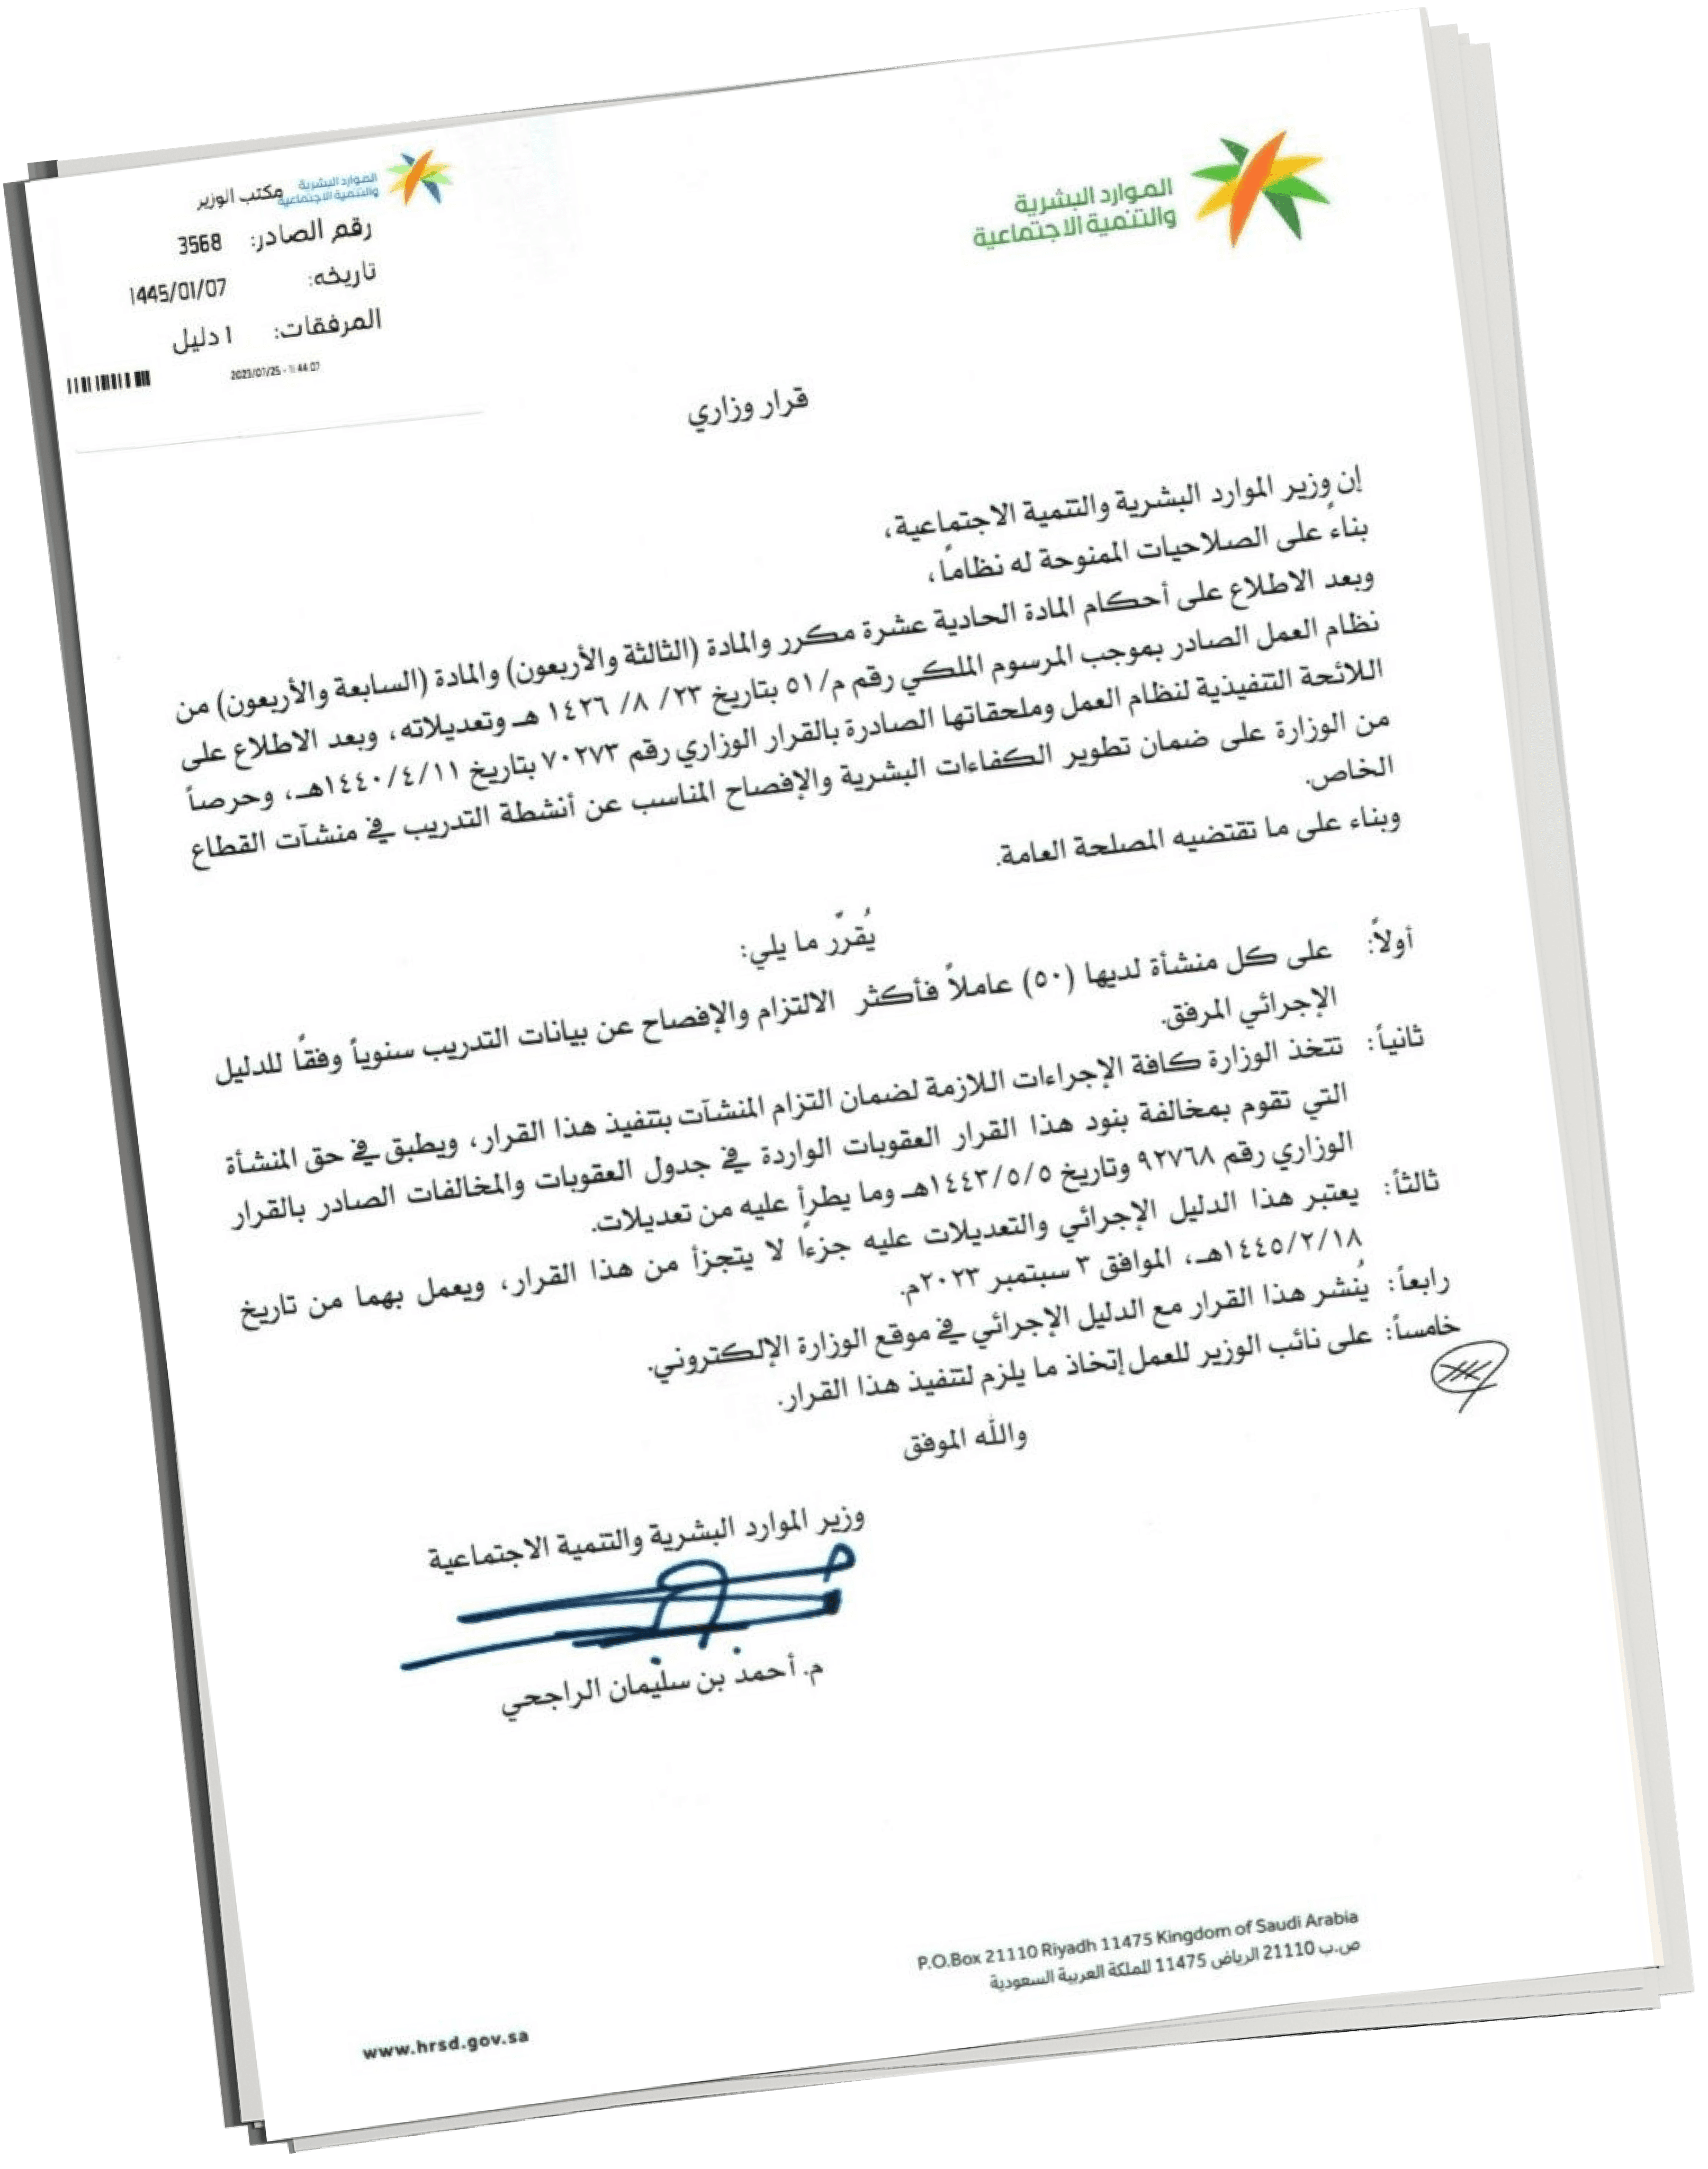 الموارد البشرية
والتنمية الاجتماعية
الموارد البشرية
والتنمية الاجتماعية
مكتب الوزير
رقم الصادر: 3568
تاريخه: 1445/01/07
المرفقات: 1 دليل
قرار وزاري
إن وزير الموارد البشرية والتنمية الاجتماعية،
بناءً على الصلاحيات الممنوحة له نظاماً،
وبعد الاطلاع على أحكام المادة الحادية عشرة مكرر والمادة (الثالثة والأربعون) والمادة (السابعة والأربعون) من
نظام العمل الصادر بموجب المرسوم الملكي رقم م/٥١ بتاريخ ٢٣/ ٨/ ١٤٢٦ هـ وتعديلاته، وبعد الاطلاع على
اللائحة التنفيذية لنظام العمل وملحقاتها الصادرة بالقرار الوزاري رقم ٧٠٢٧٣ بتاريخ ١٤٤٠/٤/١١هـ، وحرصاً
من الوزارة على ضمان تطوير الكفاءات البشرية والإفصاح المناسب عن أنشطة التدريب في منشآت القطاع
الخاص.
وبناء على ما تقتضيه المصلحة العامة.
يُقرّر ما يلي:
أولاً: على كل منشأة لديها (٥٠) عاملاً فأكثر الالتزام والإفصاح عن بيانات التدريب سنوياً وفقاً للدليل
الإجرائي المرفق.
ثانياً: تتخذ الوزارة كافة الإجراءات اللازمة لضمان التزام المنشآت بتنفيذ هذا القرار، ويطبق في حق المنشأة
التي تقوم بمخالفة بنود هذا القرار العقوبات الواردة في جدول العقوبات والمخالفات الصادر بالقرار
الوزاري رقم ٩٢٧٦٨ وتاريخ ١٤٤٣/٥/٥هـ وما يطرأ عليه من تعديلات.
ثالثاً: يعتبر هذا الدليل الإجرائي والتعديلات عليه جزءاً لا يتجزأ من هذا القرار، ويعمل بهما من تاريخ
١٤٤٥/٢/١٨هـ، الموافق ٣ سبتمبر ٢٠٢٣م.
رابعاً: يُنشر هذا القرار مع الدليل الإجرائي في موقع الوزارة الإلكتروني.
خامساً: على نائب الوزير للعمل إتخاذ ما يلزم لتنفيذ هذا القرار.
والله الموفق
وزير الموارد البشرية والتنمية الاجتماعية
م. أحمد بن سليمان الراجحي
P.O.Box 21110 Riyadh 11475 Kingdom of Saudi Arabia
ص.ب 21110 الرياض 11475 المملكة العربية السعودية
www.hrsd.gov.sa